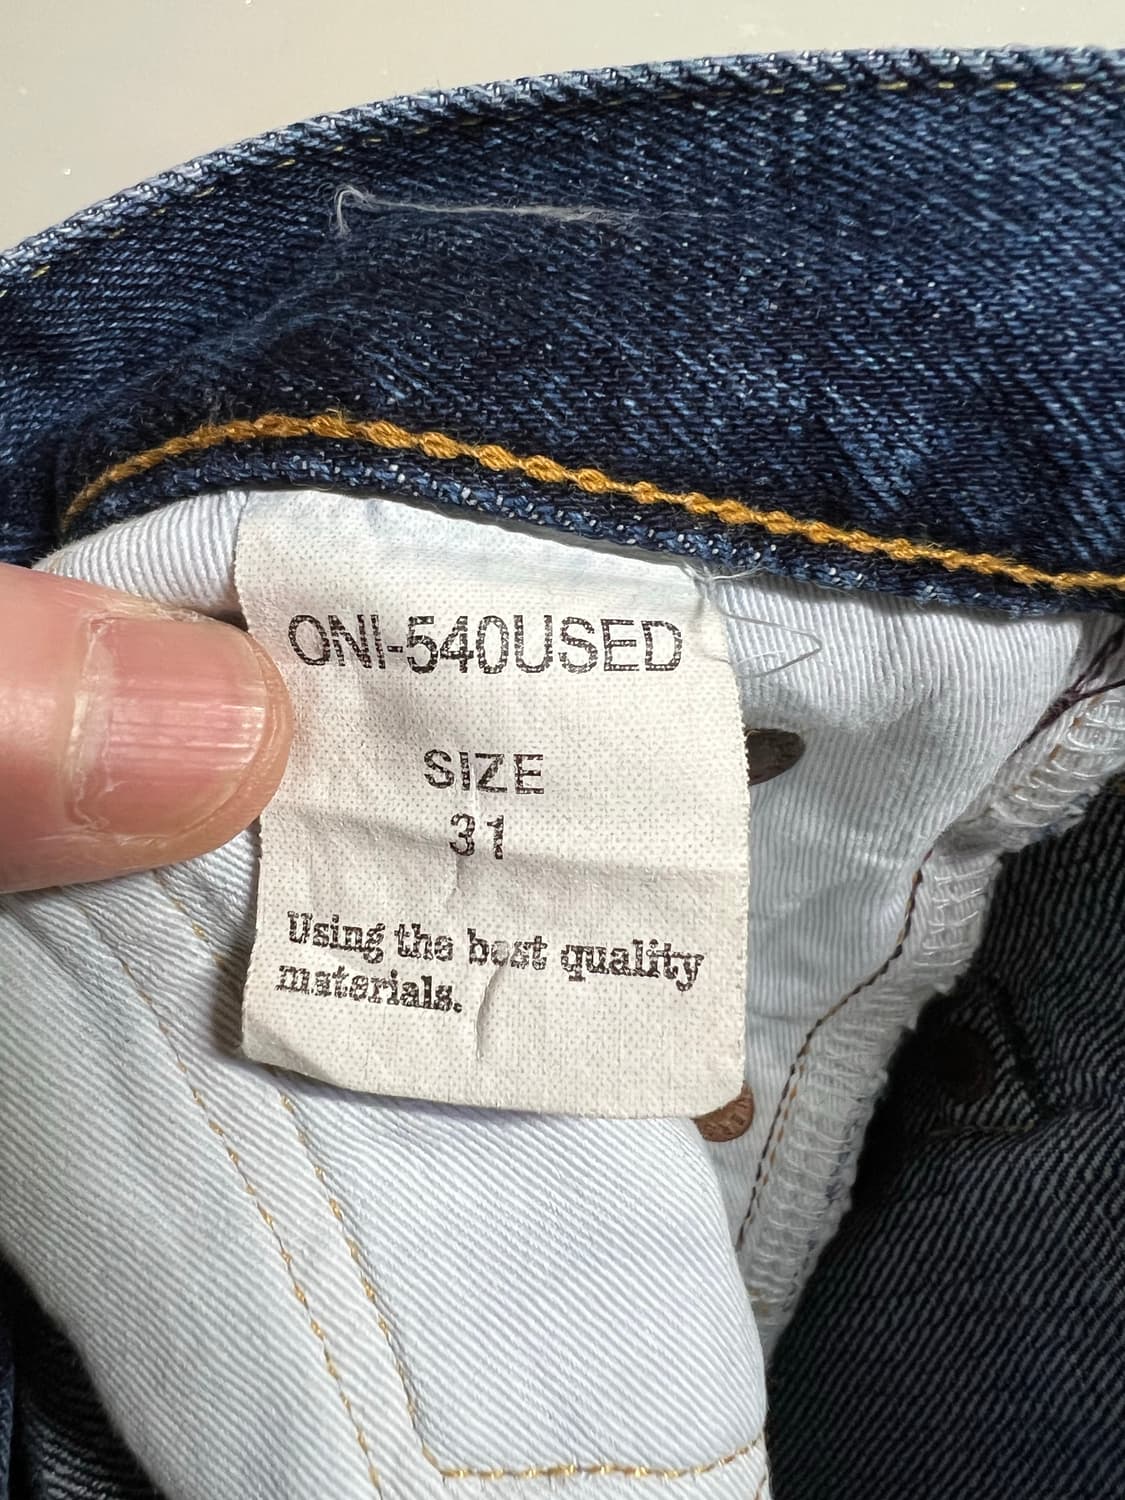 ONI-540USED
SIZE
31
Using the best quality
materials.